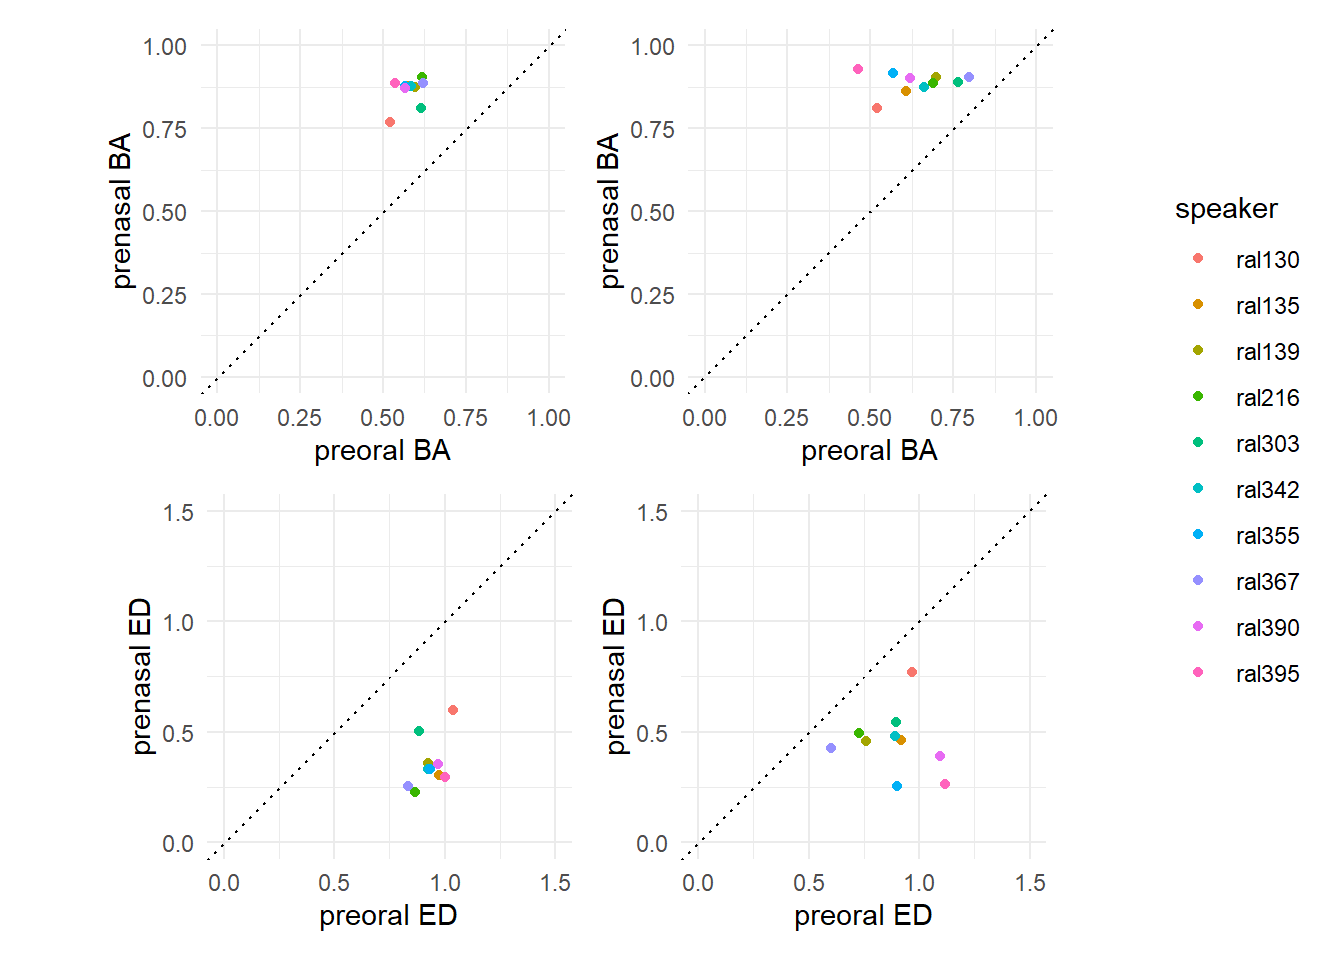 1.00
0.75
0.50
0.25
0.00
prenasal BA
0.00 0.25 0.50 0.75 1.00
preoral BA
1.00
0.75
0.50
0.25
0.00
prenasal BA
0.00 0.25 0.50 0.75 1.00
preoral BA
1.5
1.0
0.5
0.0
prenasal ED
0.0 0.5 1.0 1.5
preoral ED
1.5
1.0
0.5
0.0
prenasal ED
0.0 0.5 1.0 1.5
preoral ED
speaker
ral130
ral135
ral139
ral216
ral303
ral342
ral355
ral367
ral390
ral395